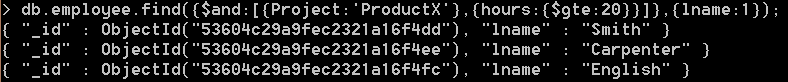 > db.employee.find({$and:[{Project:'ProductX'},{hours:{$gte:20}}]},{lname:1});
{ "_id" : ObjectId("53604c29a9fec2321a16f4dd"), "lname" : "Smith" }
{ "_id" : ObjectId("53604c29a9fec2321a16f4ee"), "lname" : "Carpenter" }
{ "_id" : ObjectId("53604c29a9fec2321a16f4fc"), "lname" : "English" }